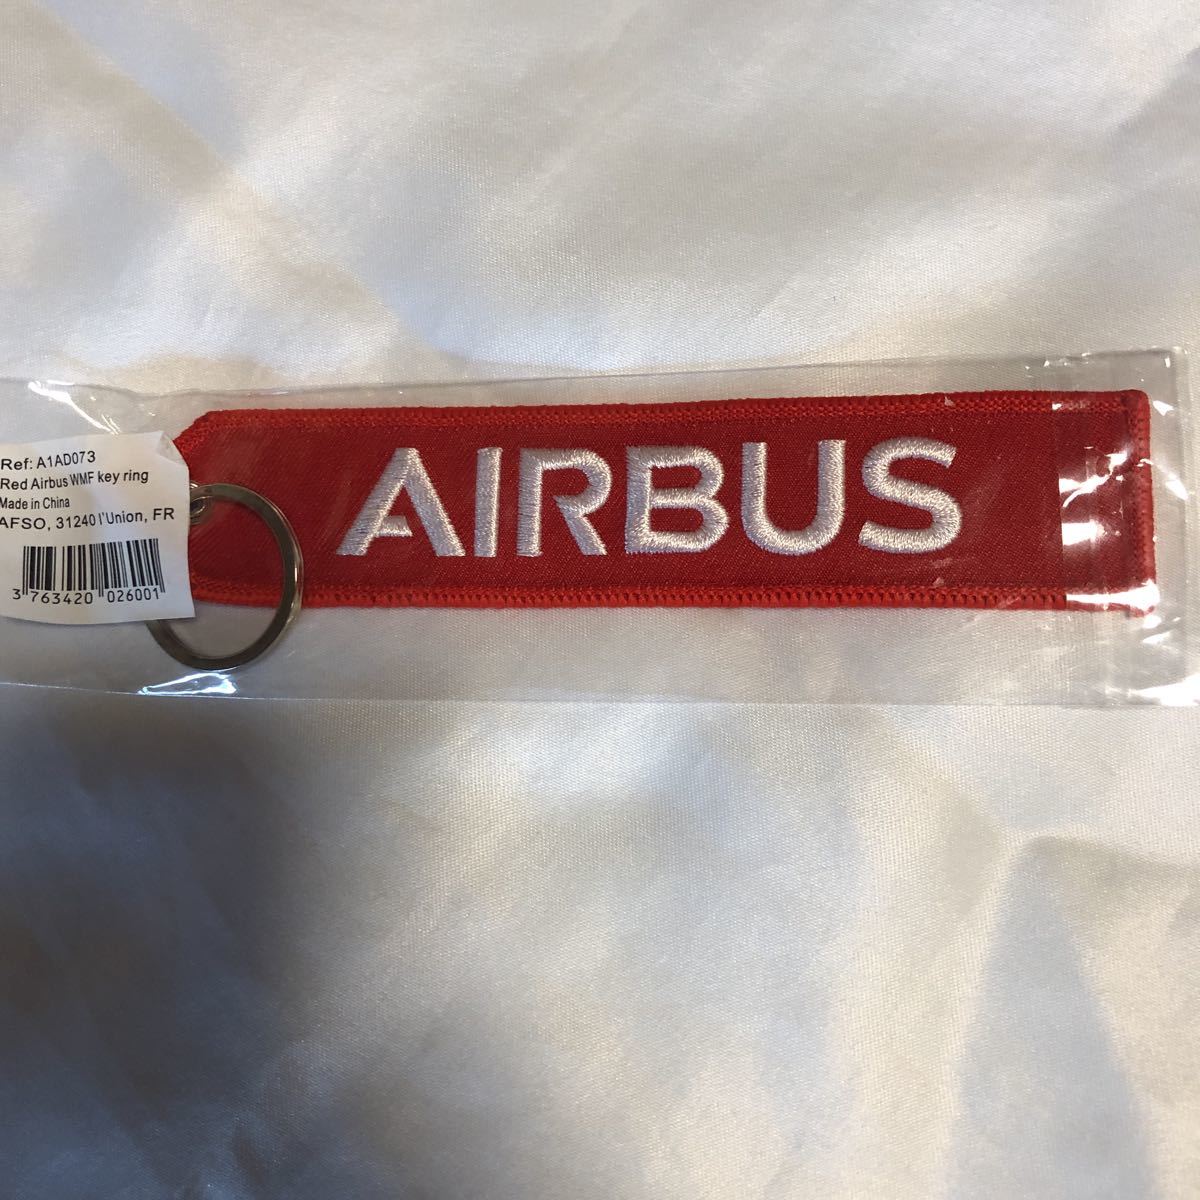 Ref: A1AD073
Red Airbus WMF key ring
Made in China
AFSO, 31240 l'Union, FR
3 763420 026001
AIRBUS